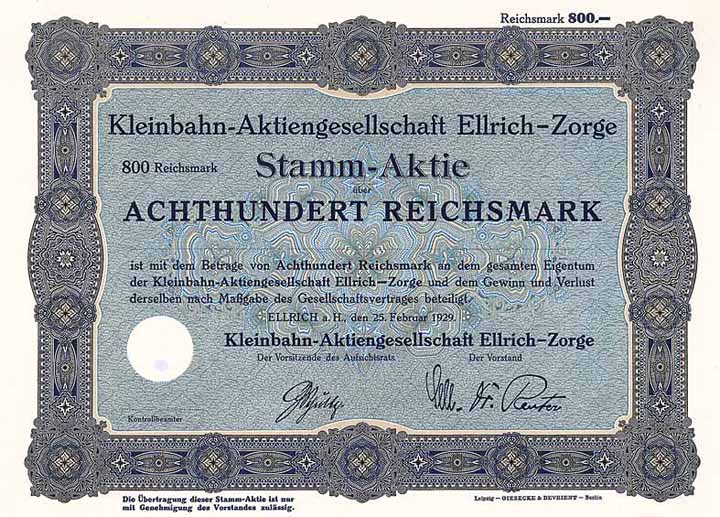 Reichsmark 800.—
Kleinbahn-Aktiengesellschaft Ellrich-Zorge
800 Reichsmark Stamm-Aktie
über
ACHTHUNDERT REICHSMARK
ist mit dem Betrage von Achthundert Reichsmark an dem gesamten Eigentum
der Kleinbahn-Aktiengesellschaft Ellrich-Zorge und dem Gewinn und Verlust
derselben nach Maßgabe des Gesellschaftsvertrages beteiligt.
ELLRICH a. H., den 25. Februar 1929.
Kleinbahn-Aktiengesellschaft Ellrich-Zorge
Der Vorsitzende des Aufsichtsrats. Der Vorstand
Reuter
Kontrollbeamter
Die Übertragung dieser Stamm-Aktie ist nur
mit Genehmigung des Vorstandes zulässig.
Leipzig — GIESECKE & DEVRIENT — Berlin